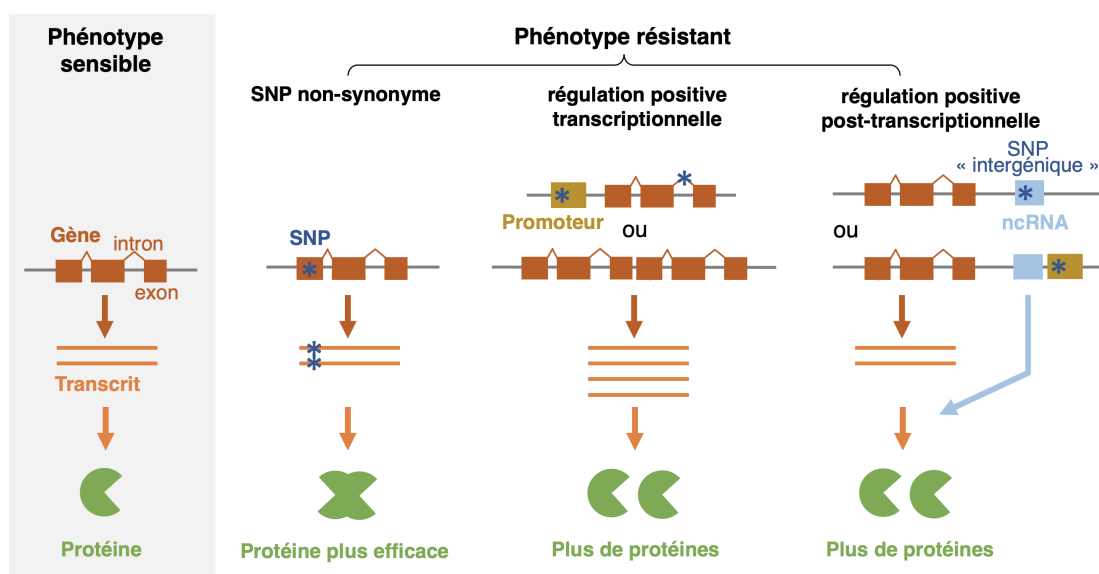 Phénotype
sensible
Phénotype résistant
SNP non-synonyme
régulation positive
transcriptionnelle
régulation positive
post-transcriptionnelle
SNP
« intergénique »
*
*
*
Promoteur
ncRNA
ou
ou
Gène
intron
exon
SNP
*
*
*
*
Transcrit
Protéine
Protéine plus efficace
Plus de protéines
Plus de protéines